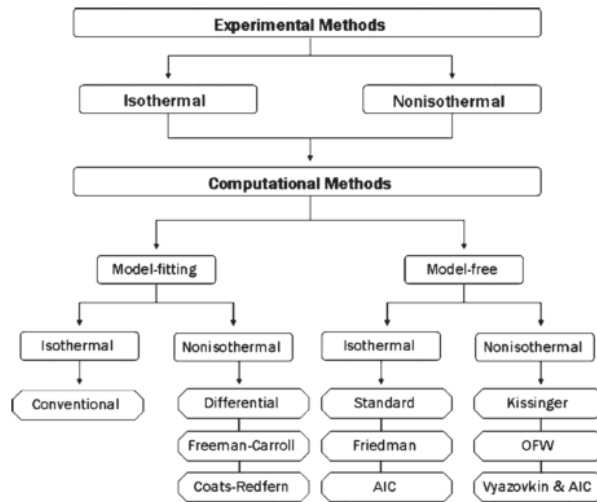 Experimental Methods
Isothermal
Nonisothermal
Computational Methods
Model-fitting
Model-free
Isothermal
Nonisothermal
Isothermal
Nonisothermal
Conventional
Differential
Standard
Kissinger
Freeman-Carroll
Friedman
OFW
Coats-Redfern
AIC
Vyazovkin & AIC